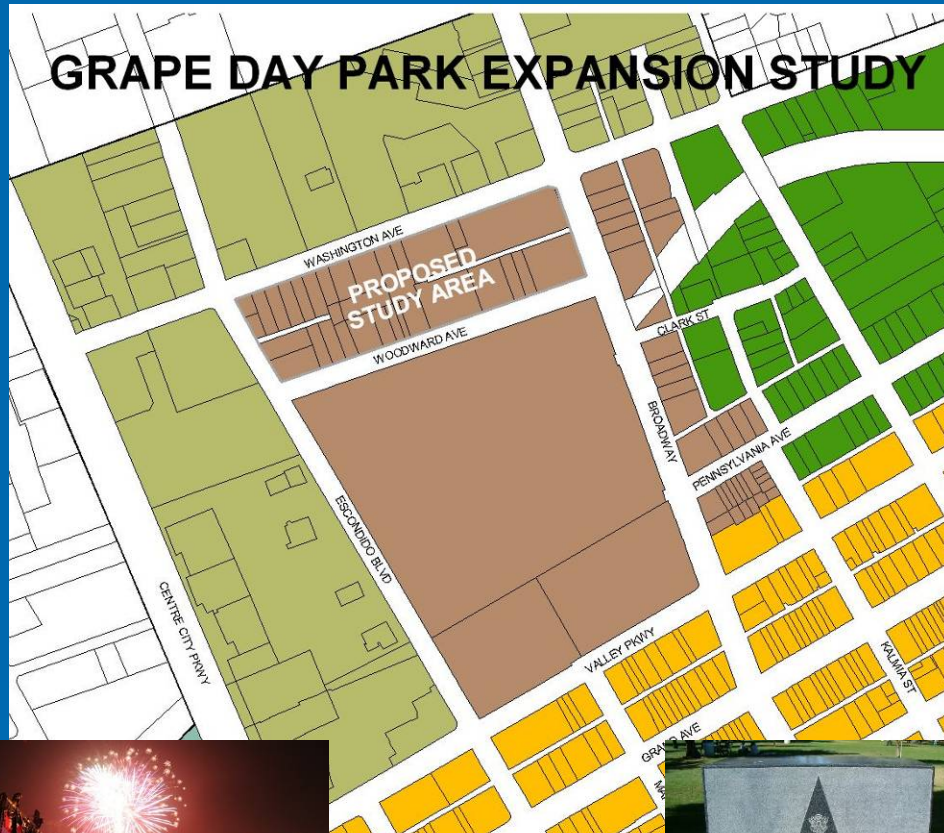 GRAPE DAY PARK EXPANSION STUDY
WASHINGTON AVE
PROPOSED
STUDY AREA
WOODWARD AVE
CLARK ST
BROADWAY
PENNSYLVANIA AVE
ESCONDIDO BLVD
CENTRE CITY PKWY
VALLEY PKWY
KALMIA ST
AVE